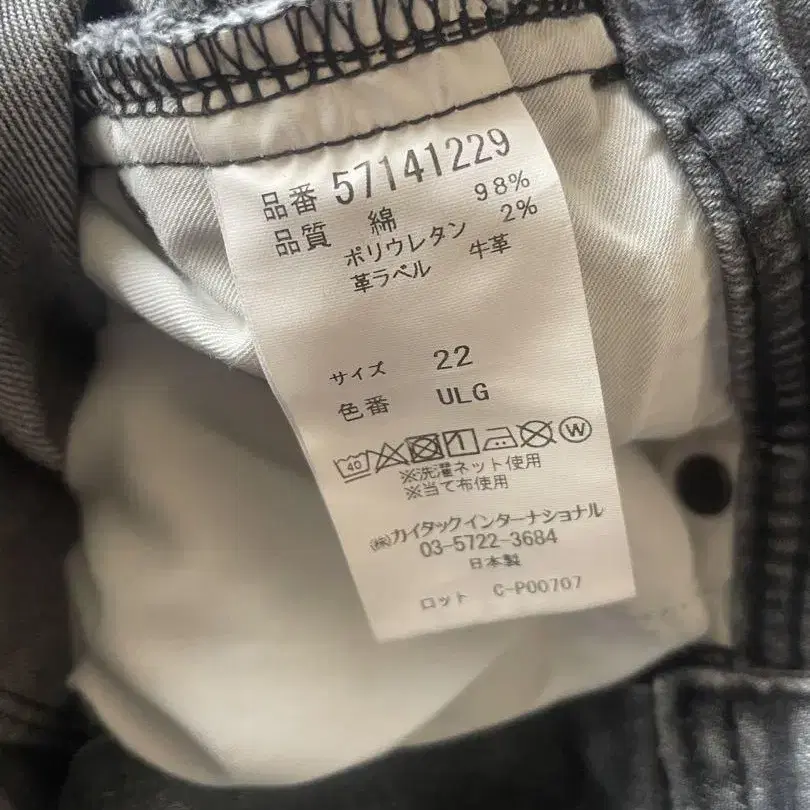 品番 57141229
品質 綿 98%
ポリウレタン 2%
革ラベル 牛革
サイズ 22
色番 ULG
40 W
※洗濯ネット使用
※当て布使用
㈱カイタックインターナショナル
03-5722-3684
日本製
ロット C-P00707